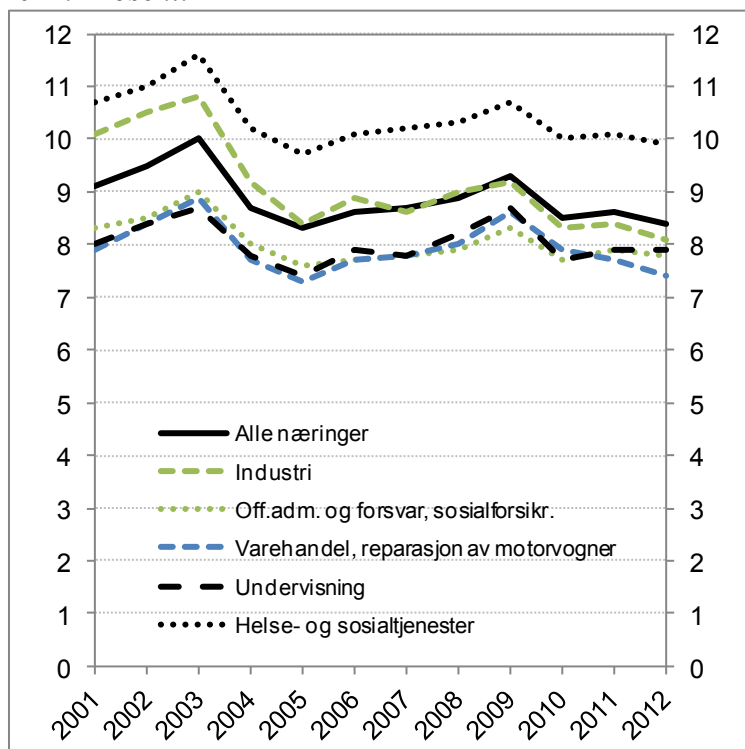 12 12
11 11
10 10
9 9
8 8
7 7
6 6
5 5
4 4
3 3
2 2
1 1
0 0
Alle næringer
Industri
Off.adm. og forsvar, sosialforsikr.
Varehandel, reparasjon av motorvogner
Undervisning
Helse- og sosialtjenester
2001 2002 2003 2004 2005 2006 2007 2008 2009 2010 2011 2012